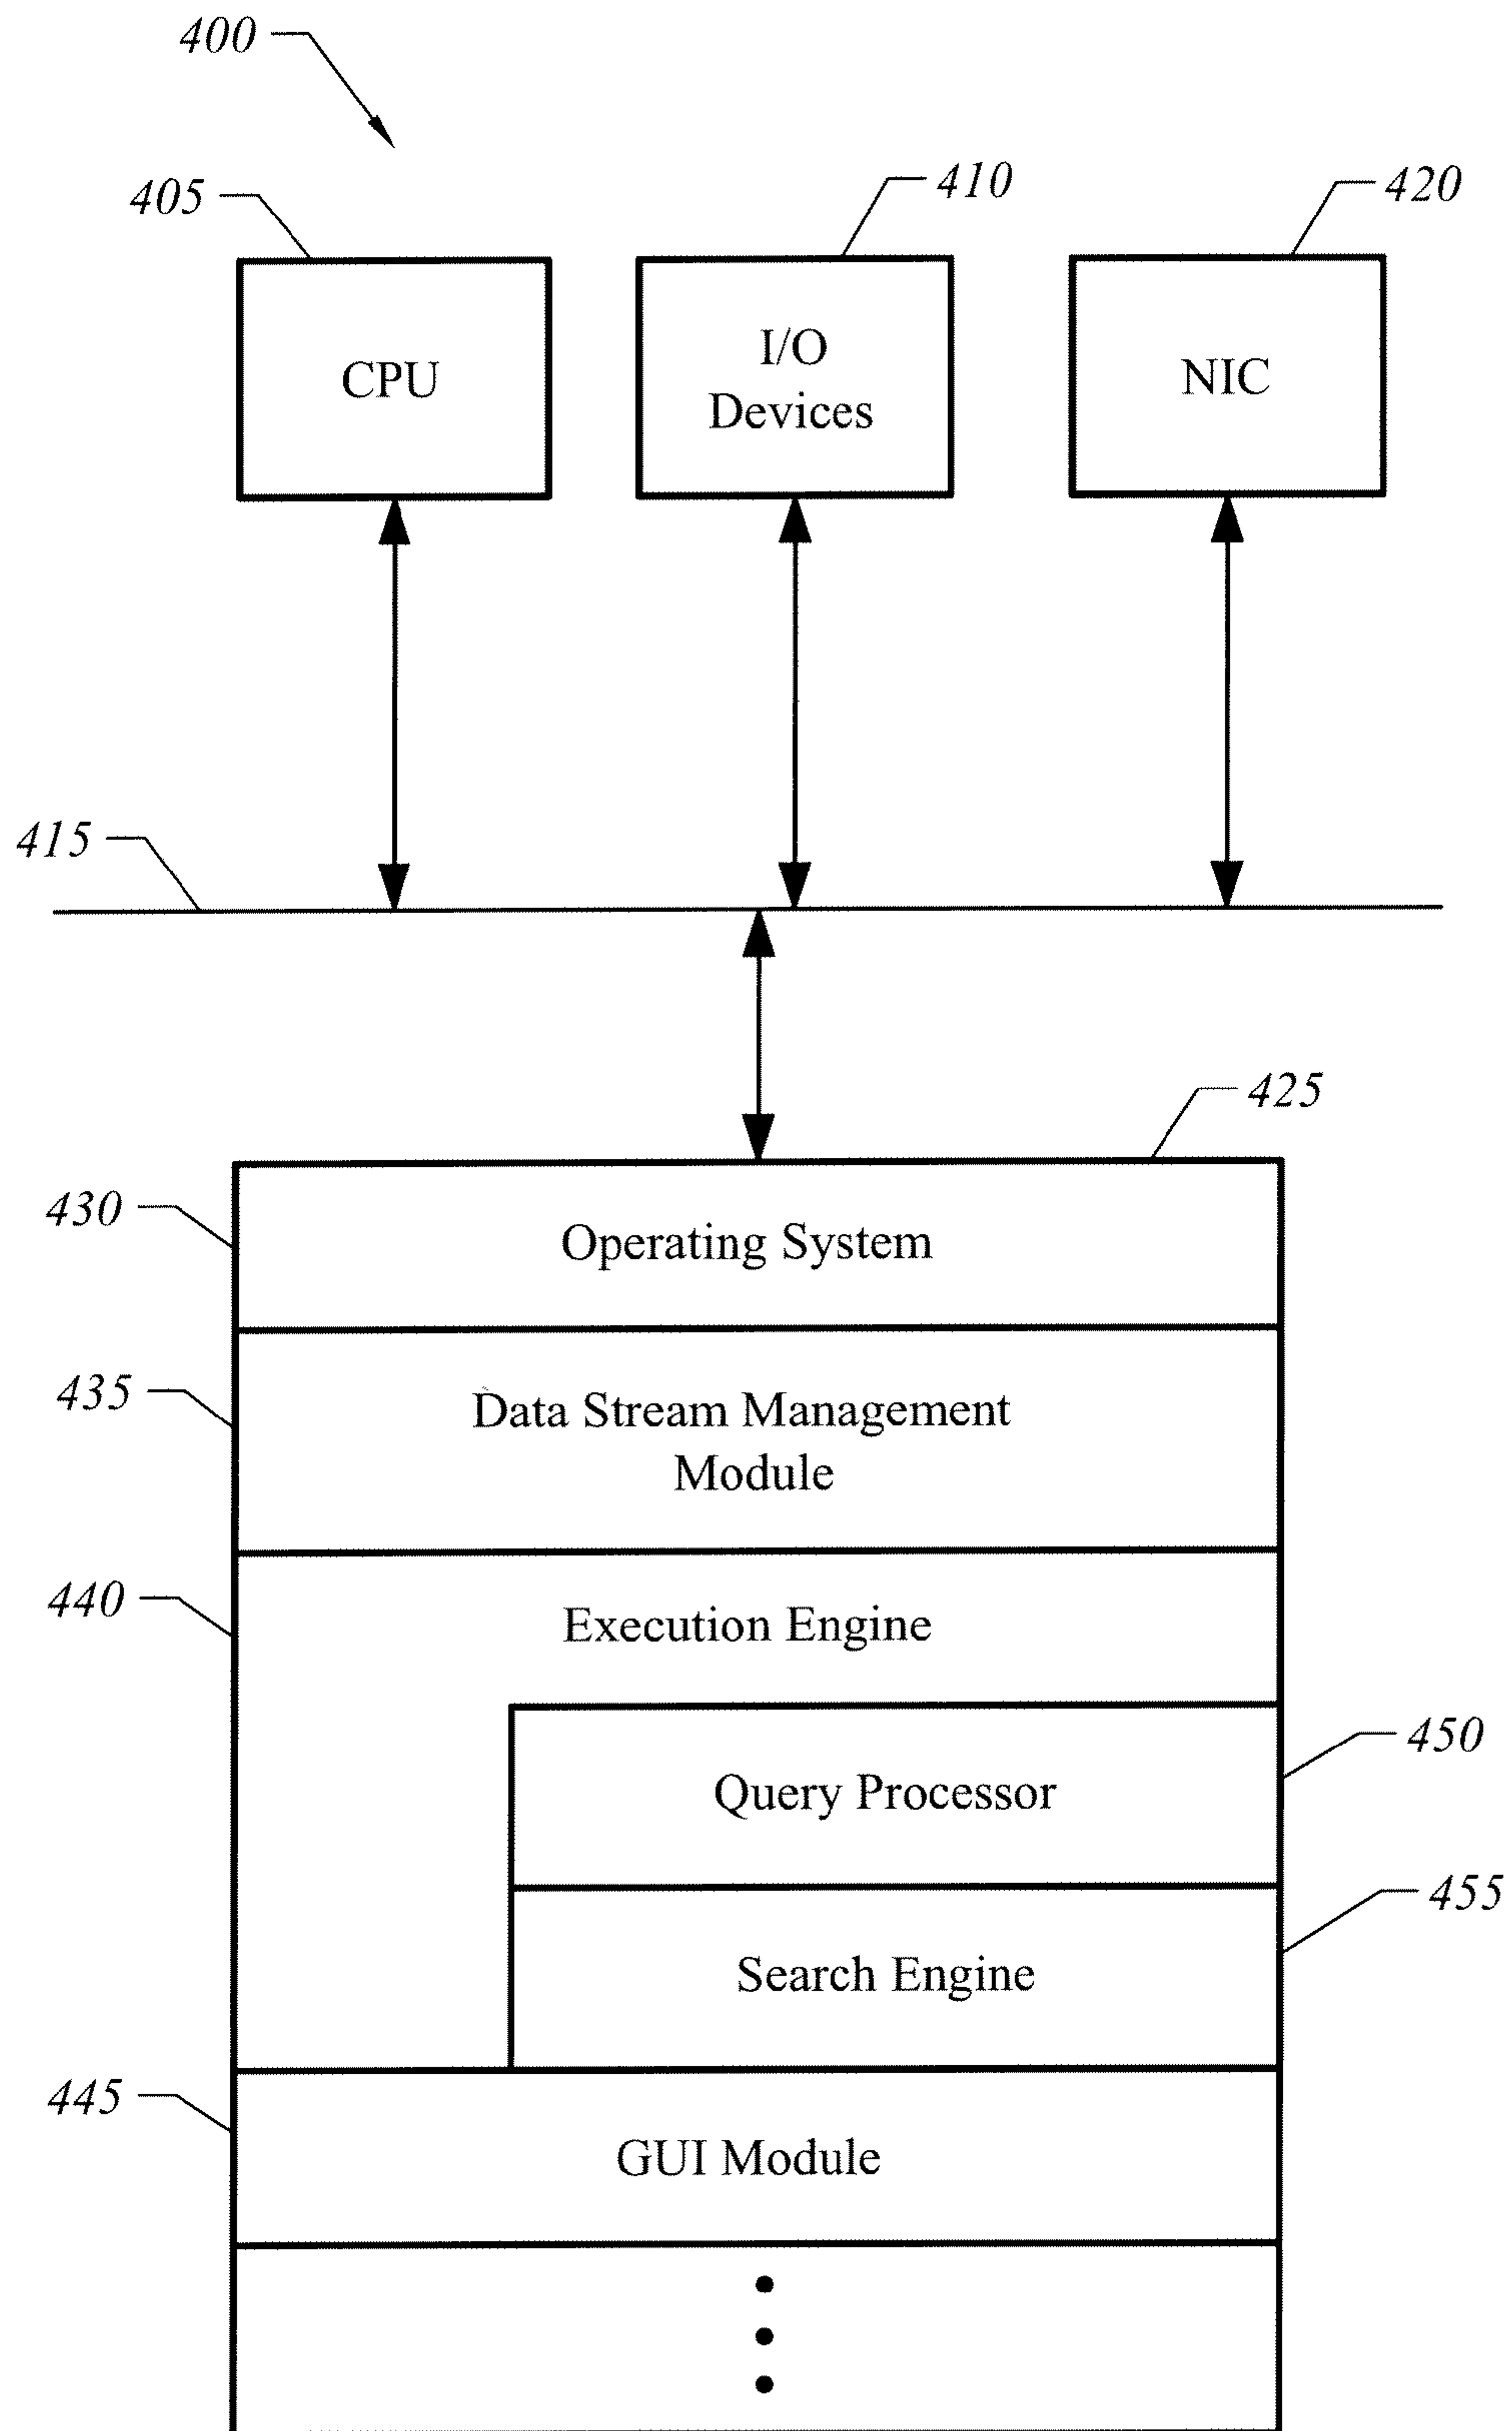 400
405
410
420
CPU
I/O
Devices
NIC
415
425
430
Operating System
435
Data Stream Management
Module
440
Execution Engine
450
Query Processor
455
Search Engine
445
GUI Module